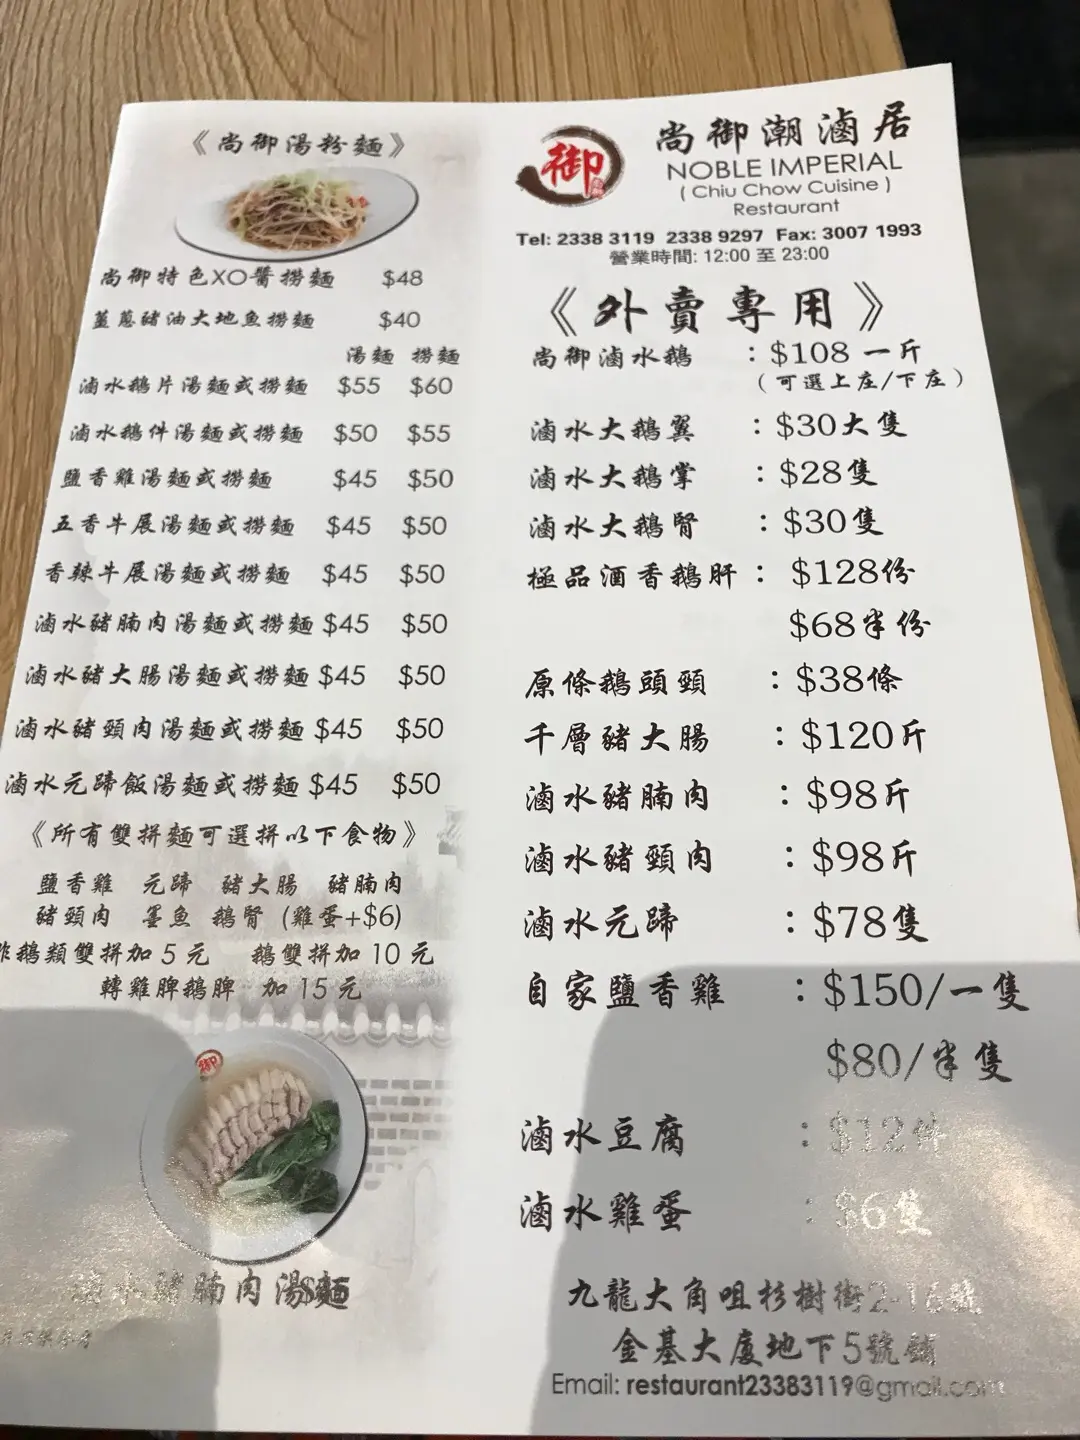 《尚御湯粉麵》
尚御特色XO醬撈麵 $48
薑蔥豬油大地魚撈麵 $40
湯麵 撈麵
滷水鵝片湯麵或撈麵 $55 $60
滷水鵝件湯麵或撈麵 $50 $55
鹽香雞湯麵或撈麵 $45 $50
五香牛展湯麵或撈麵 $45 $50
香辣牛展湯麵或撈麵 $45 $50
滷水豬腩肉湯麵或撈麵 $45 $50
滷水豬大腸湯麵或撈麵 $45 $50
滷水豬頸肉湯麵或撈麵 $45 $50
滷水元蹄飯湯麵或撈麵 $45 $50
《所有雙拼麵可選拼以下食物》
鹽香雞 元蹄 豬大腸 豬腩肉
豬頸肉 墨魚 鵝腎 (雞蛋+$6)
鵝類雙拼加 5 元 鵝雙拼加 10 元
轉雞脾鵝脾 加 15 元
御
滷水豬腩肉湯麵
御
尚御潮滷居
NOBLE IMPERIAL
( Chiu Chow Cuisine )
Restaurant
Tel: 2338 3119 2338 9297 Fax: 3007 1993
營業時間: 12:00 至 23:00
《外賣專用》
尚御滷水鵝 : $108 一斤
(可選上庄/下庄)
滷水大鵝翼 : $30大隻
滷水大鵝掌 : $28隻
滷水大鵝腎 : $30隻
極品酒香鵝肝 : $128份
$68半份
原條鵝頭頸 : $38條
千層豬大腸 : $120斤
滷水豬腩肉 : $98斤
滷水豬頸肉 : $98斤
滷水元蹄 : $78隻
自家鹽香雞 : $150/一隻
$80/半隻
滷水豆腐 : $12件
滷水雞蛋 : $6隻
九龍大角咀杉樹街2-16號
金基大廈地下5號鋪
Email: restaurant23383119@gmail.com